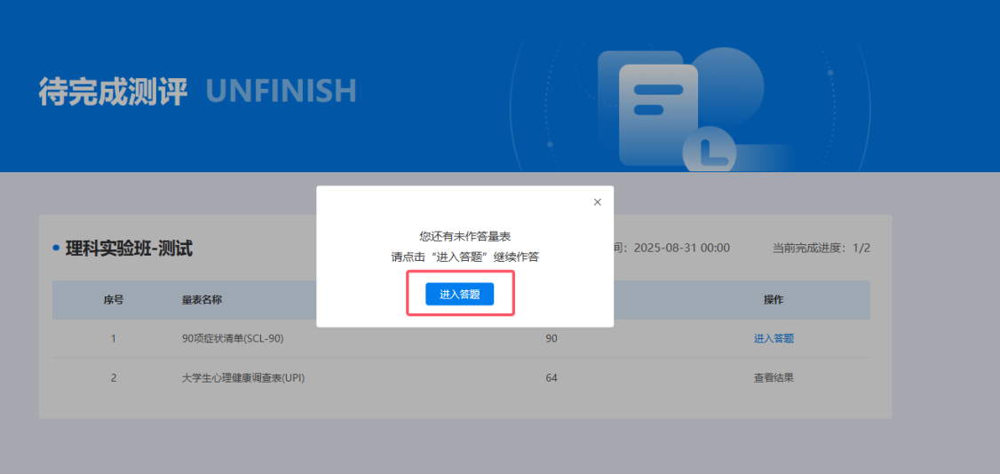 待完成测评 UNFINISH
您还有未作答量表
理科实验班-测试 间：2025-08-31 00:00 当前完成进度：1/2
请点击“进入答题”继续作答
进入答题
序号 量表名称 操作
1 90项症状清单(SCL-90) 90 进入答题
2 大学生心理健康调查表(UPI) 64 查看结果